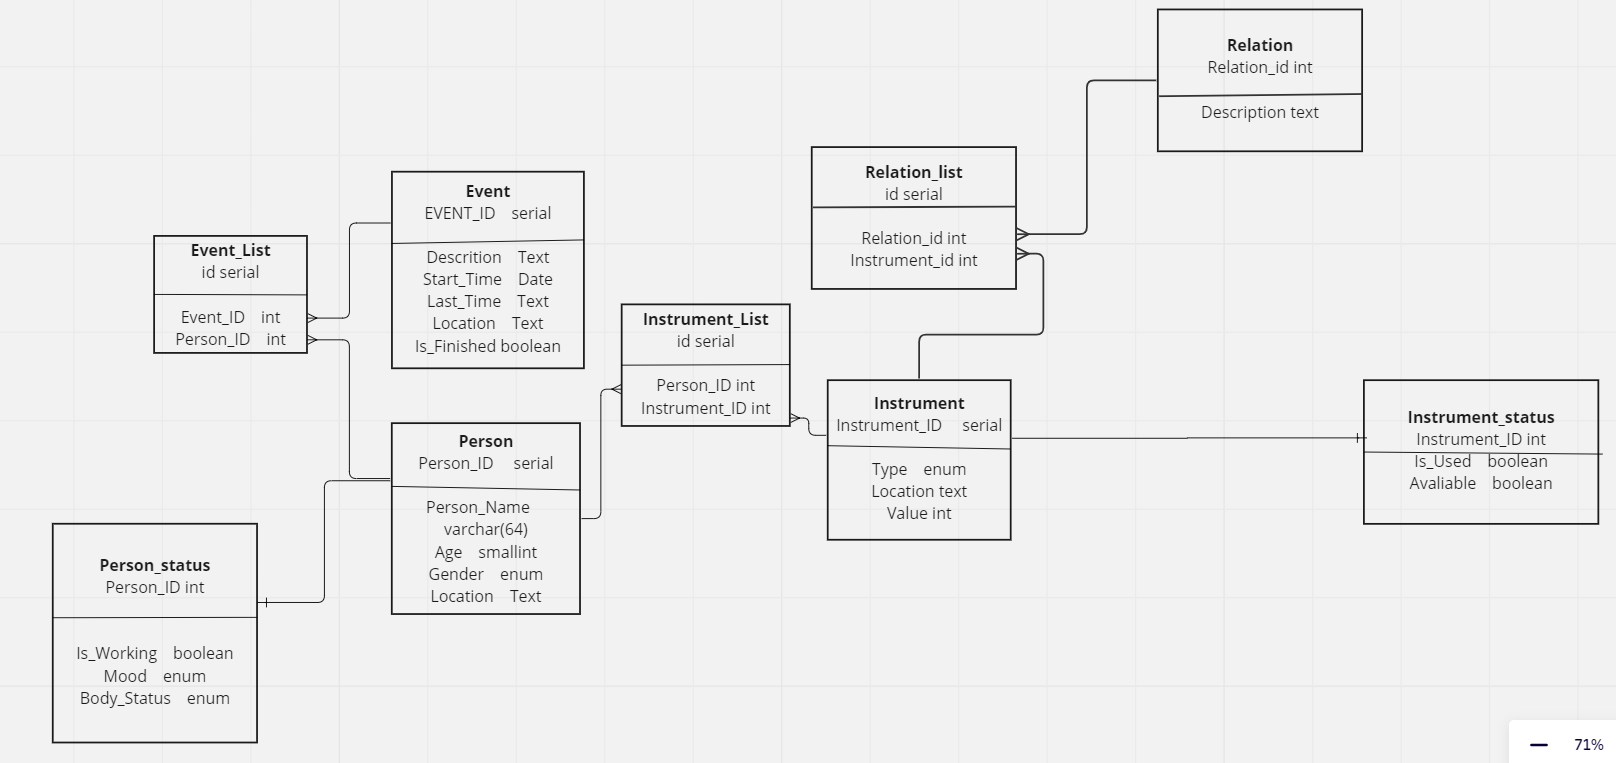 Relation
Relation_id int
Description text
Relation_list
id serial
Relation_id int
Instrument_id int
Event
EVENT_ID serial
Descrition Text
Start_Time Date
Last_Time Text
Location Text
Is_Finished boolean
Event_List
id serial
Event_ID int
Person_ID int
Instrument_List
id serial
Person_ID int
Instrument_ID int
Instrument
Instrument_ID serial
Type enum
Location text
Value int
Instrument_status
Instrument_ID int
Is_Used boolean
Avaliable boolean
Person
Person_ID serial
Person_Name
varchar(64)
Age smallint
Gender enum
Location Text
Person_status
Person_ID int
Is_Working boolean
Mood enum
Body_Status enum
71%